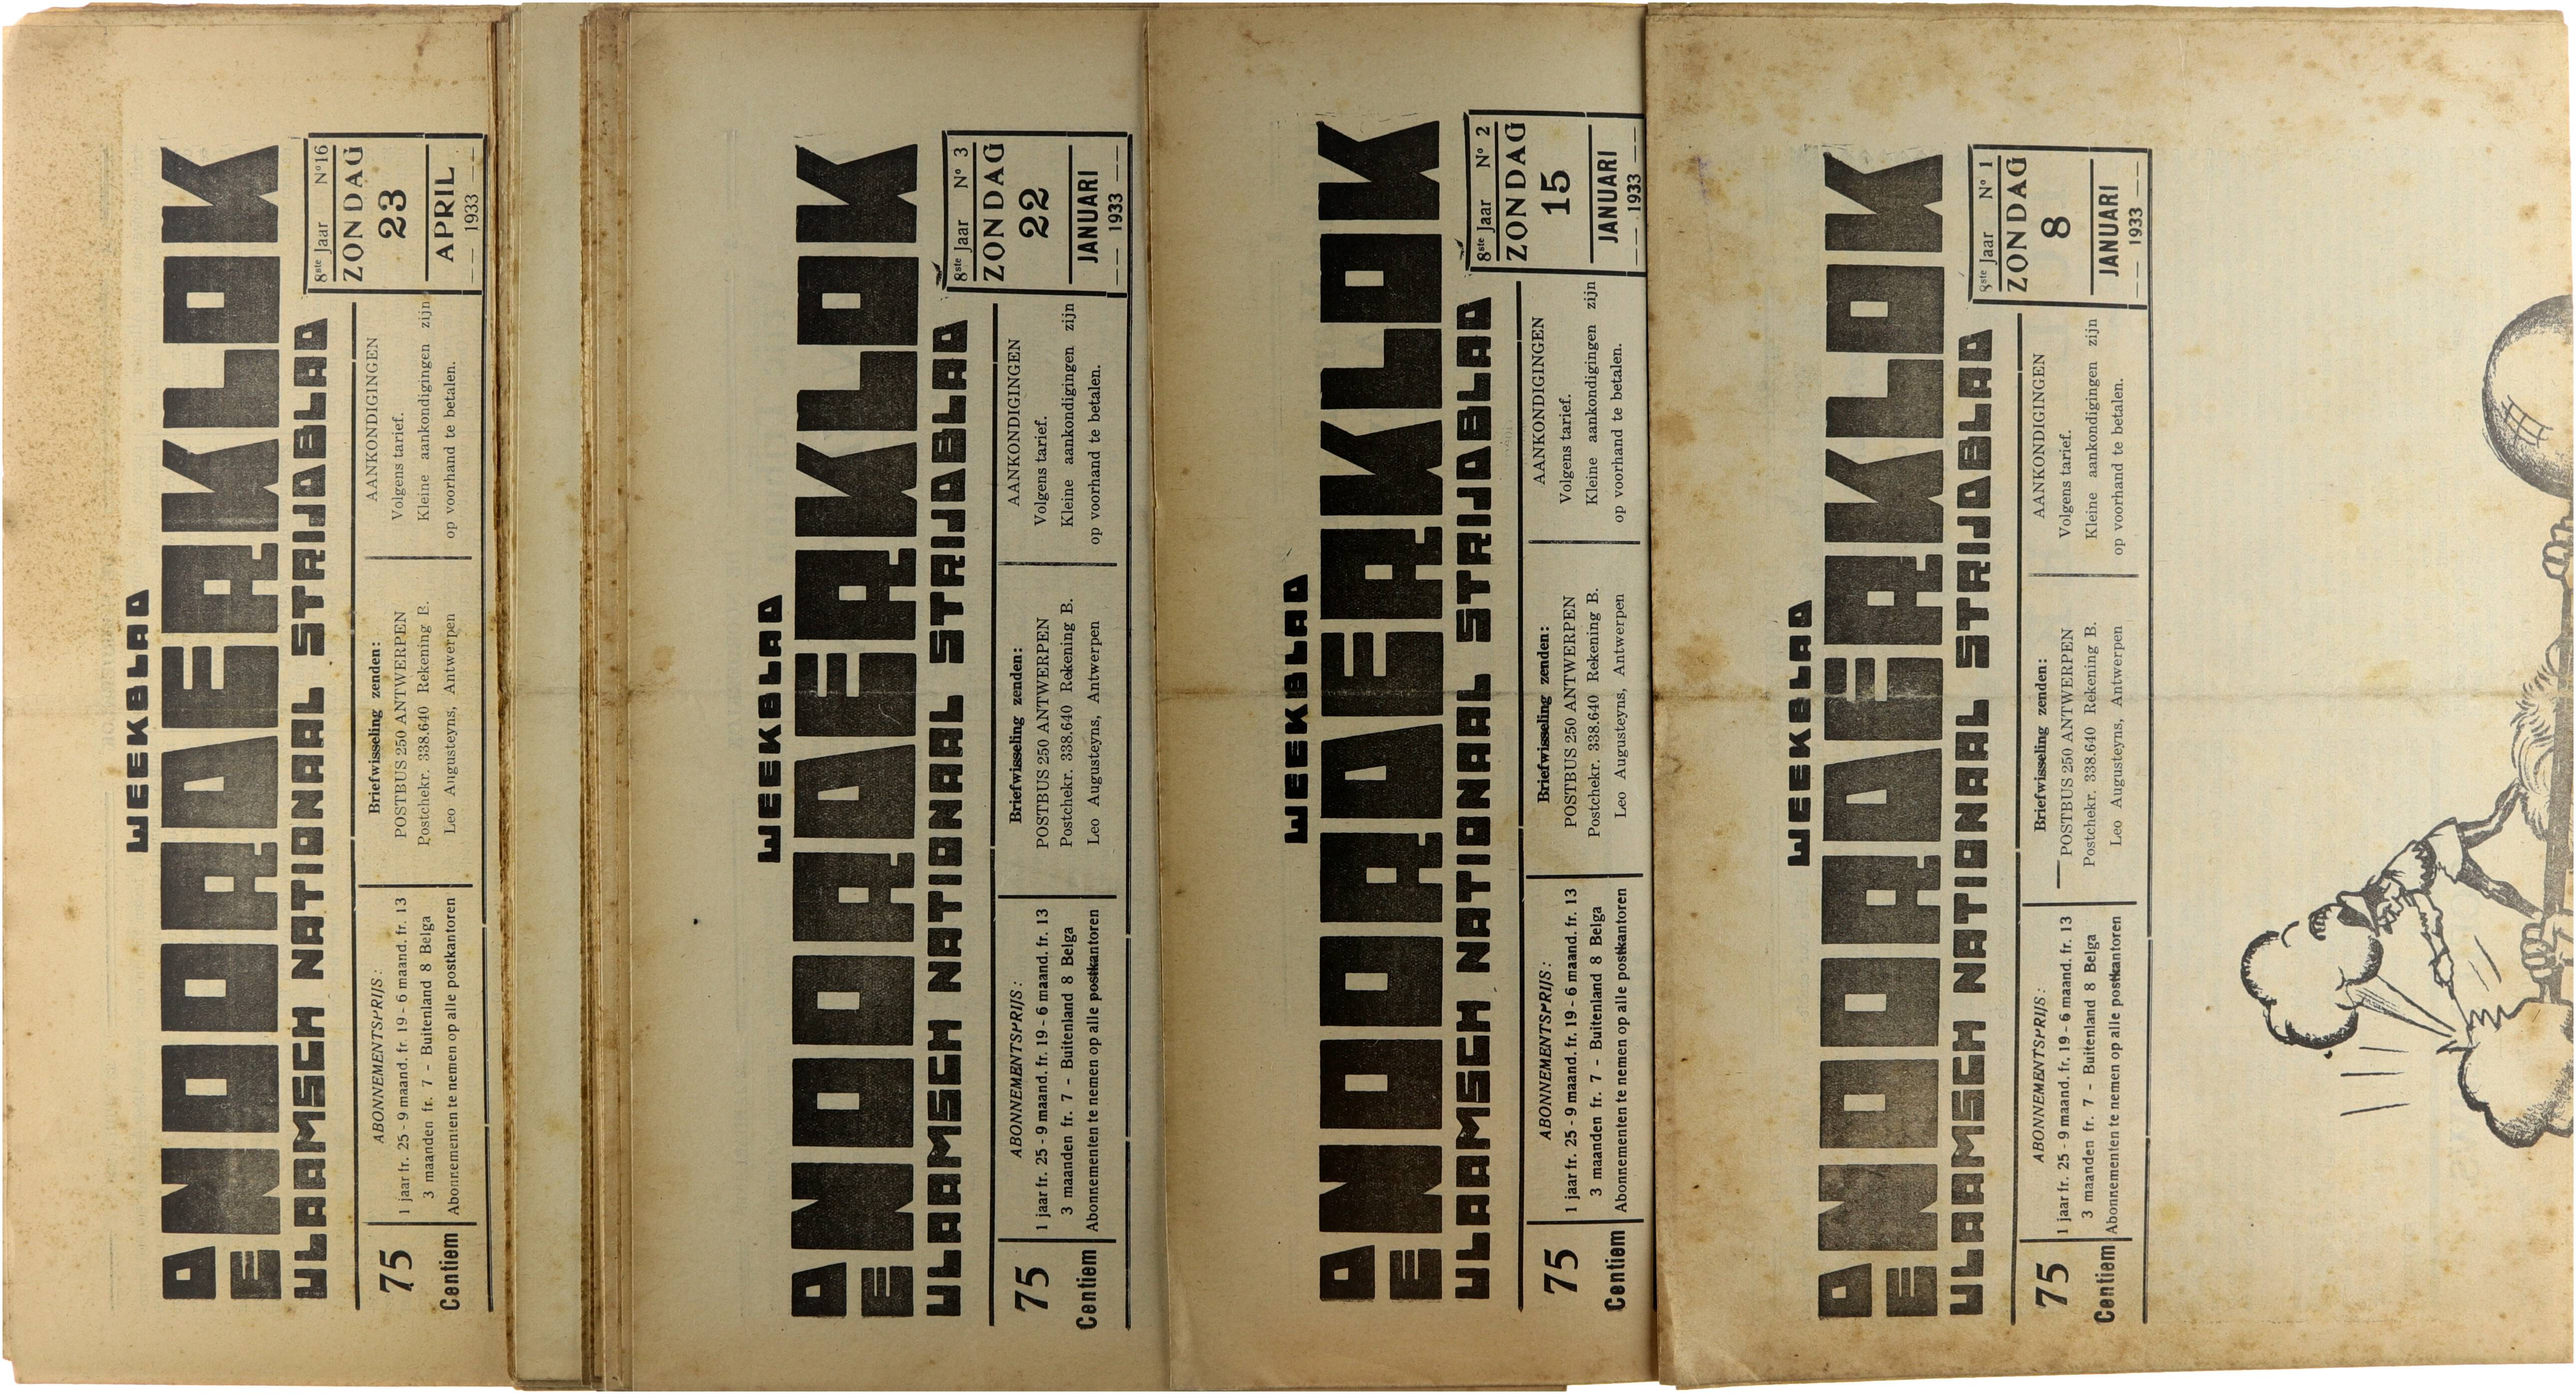 WEEKBLAD
DE NOODAEKLOK
VLAAMSCH NATIONAAL STRIJDBLAD
75
Centiem
ABONNEMENTSPRIJS:
1 jaar fr. 25 - 9 maand. fr. 19 - 6 maand. fr. 13
3 maanden fr. 7 - Buitenland 8 Belga
Abonnementen te nemen op alle postkantoren
Briefwisseling zenden:
POSTBUS 250 ANTWERPEN
Postchekr. 338.640 Rekening B.
Leo Augusteyns, Antwerpen
AANKONDIGINGEN
Volgens tarief.
Kleine aankondigingen zijn
op voorhand te betalen.
8ste Jaar N° 16
ZONDAG
23
APRIL
1933
WEEKBLAD
DE NOODAEKLOK
VLAAMSCH NATIONAAL STRIJDBLAD
75
Centiem
ABONNEMENTSPRIJS:
1 jaar fr. 25 - 9 maand. fr. 19 - 6 maand. fr. 13
3 maanden fr. 7 - Buitenland 8 Belga
Abonnementen te nemen op alle postkantoren
Briefwisseling zenden:
POSTBUS 250 ANTWERPEN
Postchekr. 338.640 Rekening B.
Leo Augusteyns, Antwerpen
AANKONDIGINGEN
Volgens tarief.
Kleine aankondigingen zijn
op voorhand te betalen.
8ste Jaar N° 3
ZONDAG
22
JANUARI
1933
WEEKBLAD
DE NOODAEKLOK
VLAAMSCH NATIONAAL STRIJDBLAD
75
Centiem
ABONNEMENTSPRIJS:
1 jaar fr. 25 - 9 maand. fr. 19 - 6 maand. fr. 13
3 maanden fr. 7 - Buitenland 8 Belga
Abonnementen te nemen op alle postkantoren
Briefwisseling zenden:
POSTBUS 250 ANTWERPEN
Postchekr. 338.640 Rekening B.
Leo Augusteyns, Antwerpen
AANKONDIGINGEN
Volgens tarief.
Kleine aankondigingen zijn
op voorhand te betalen.
8ste Jaar N° 2
ZONDAG
15
JANUARI
1933
WEEKBLAD
DE NOODAEKLOK
VLAAMSCH NATIONAAL STRIJDBLAD
75
Centiem
ABONNEMENTSPRIJS:
1 jaar fr. 25 - 9 maand. fr. 19 - 6 maand. fr. 13
3 maanden fr. 7 - Buitenland 8 Belga
Abonnementen te nemen op alle postkantoren
Briefwisseling zenden:
POSTBUS 250 ANTWERPEN
Postchekr. 338.640 Rekening B.
Leo Augusteyns, Antwerpen
AANKONDIGINGEN
Volgens tarief.
Kleine aankondigingen zijn
op voorhand te betalen.
8ste Jaar N° 1
ZONDAG
8
JANUARI
1933